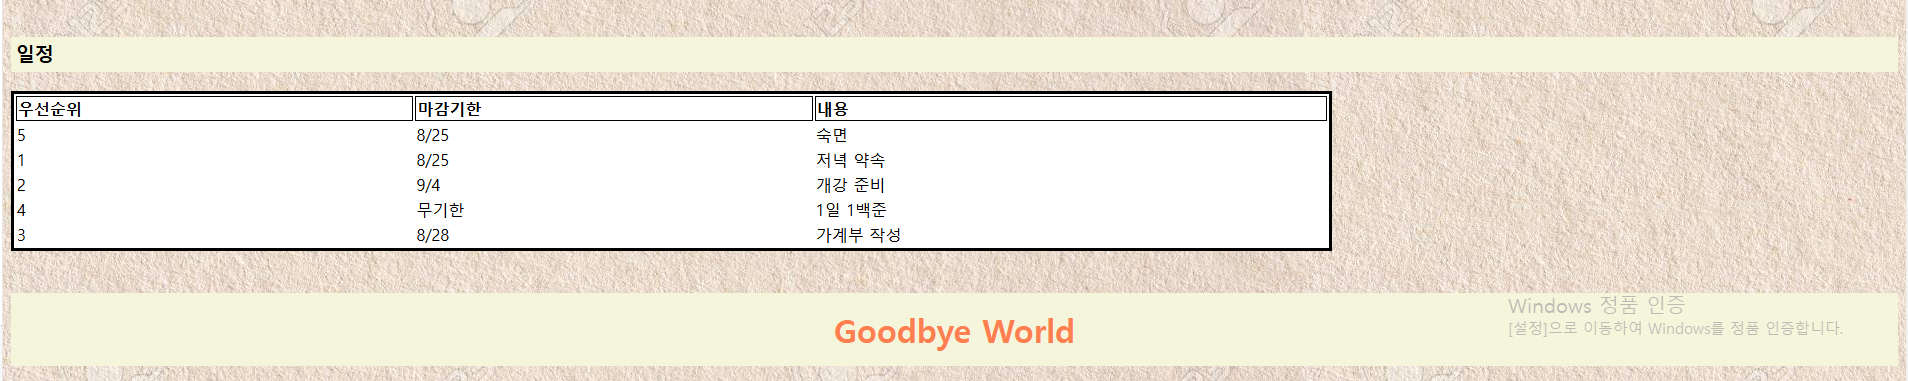 일정
우선순위 마감기한 내용
5 8/25 숙면
1 8/25 저녁 약속
2 9/4 개강 준비
4 무기한 1일 1백준
3 8/28 가계부 작성
Goodbye World
Windows 정품 인증
[설정]으로 이동하여 Windows를 정품 인증합니다.